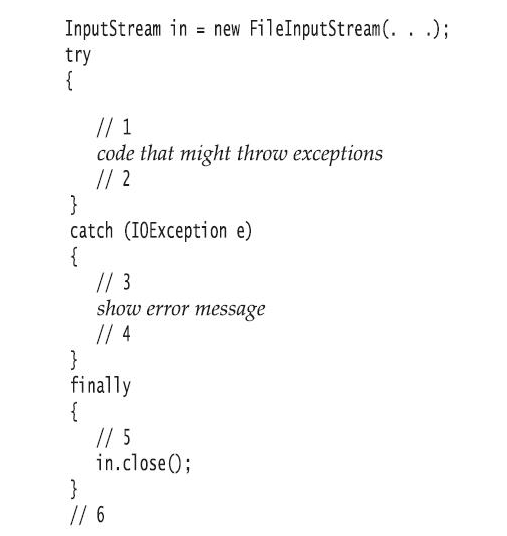 InputStream in = new FileInputStream(. . .);
try
{
// 1
code that might throw exceptions
// 2
}
catch (IOException e)
{
// 3
show error message
// 4
}
finally
{
// 5
in.close();
}
// 6